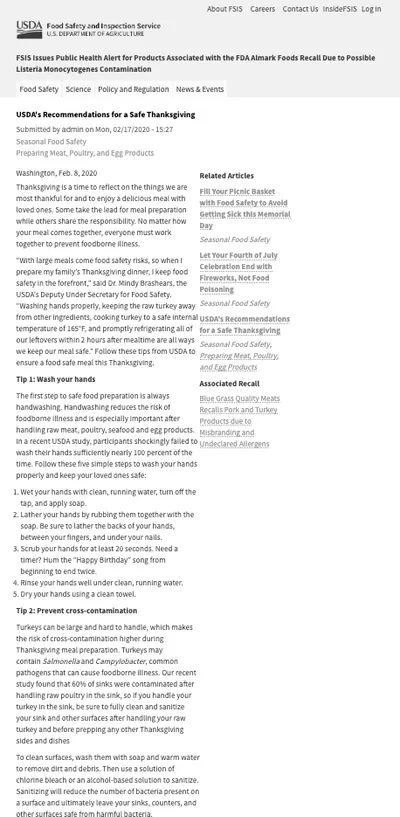 About FSIS Careers Contact Us InsideFSIS Log In
USDA Food Safety and Inspection Service
U.S. DEPARTMENT OF AGRICULTURE
FSIS Issues Public Health Alert for Products Associated with the FDA Almark Foods Recall Due to Possible
Listeria Monocytogenes Contamination
Food Safety Science Policy and Regulation News & Events
USDA's Recommendations for a Safe Thanksgiving
Submitted by admin on Mon, 02/17/2020 - 15:27
Seasonal Food Safety
Preparing Meat, Poultry, and Egg Products
Washington, Feb. 8, 2020
Thanksgiving is a time to reflect on the things we are
most thankful for and to enjoy a delicious meal with
loved ones. Some take the lead for meal preparation
while others share the responsibility. No matter how
your meal comes together, everyone must work
together to prevent foodborne illness.
"With large meals come food safety risks, so when I
prepare my family's Thanksgiving dinner, I keep food
safety in the forefront," said Dr. Mindy Brashears, the
USDA's Deputy Under Secretary for Food Safety.
"Washing hands properly, keeping the raw turkey away
from other ingredients, cooking turkey to a safe internal
temperature of 165°F, and promptly refrigerating all of
our leftovers within 2 hours after mealtime are all ways
we keep our meal safe." Follow these tips from USDA to
ensure a food safe meal this Thanksgiving.
Tip 1: Wash your hands
The first step to safe food preparation is always
handwashing. Handwashing reduces the risk of
foodborne illness and is especially important after
handling raw meat, poultry, seafood and egg products.
In a recent USDA study, participants shockingly failed to
wash their hands sufficiently nearly 100 percent of the
time. Follow these five simple steps to wash your hands
properly and keep your loved ones safe:
1. Wet your hands with clean, running water, turn off the
tap, and apply soap.
2. Lather your hands by rubbing them together with the
soap. Be sure to lather the backs of your hands,
between your fingers, and under your nails.
3. Scrub your hands for at least 20 seconds. Need a
timer? Hum the "Happy Birthday" song from
beginning to end twice.
4. Rinse your hands well under clean, running water.
5. Dry your hands using a clean towel.
Tip 2: Prevent cross-contamination
Turkeys can be large and hard to handle, which makes
the risk of cross-contamination higher during
Thanksgiving meal preparation. Turkeys may
contain Salmonella and Campylobacter, common
pathogens that can cause foodborne illness. Our recent
study found that 60% of sinks were contaminated after
handling raw poultry in the sink, so if you handle your
turkey in the sink, be sure to fully clean and sanitize
your sink and other surfaces after handling your raw
turkey and before prepping any other Thanksgiving
sides and dishes
To clean surfaces, wash them with soap and warm water
to remove dirt and debris. Then use a solution of
chlorine bleach or an alcohol-based solution to sanitize.
Sanitizing will reduce the number of bacteria present on
a surface and ultimately leave your sinks, counters, and
other surfaces safe from harmful bacteria.
Related Articles
Fill Your Picnic Basket
with Food Safety to Avoid
Getting Sick this Memorial
Day
Seasonal Food Safety
Let Your Fourth of July
Celebration End with
Fireworks, Not Food
Poisoning
Seasonal Food Safety
USDA's Recommendations
for a Safe Thanksgiving
Seasonal Food Safety,
Preparing Meat, Poultry,
and Egg Products
Associated Recall
Blue Grass Quality Meats
Recalls Pork and Turkey
Products due to
Misbranding and
Undeclared Allergens